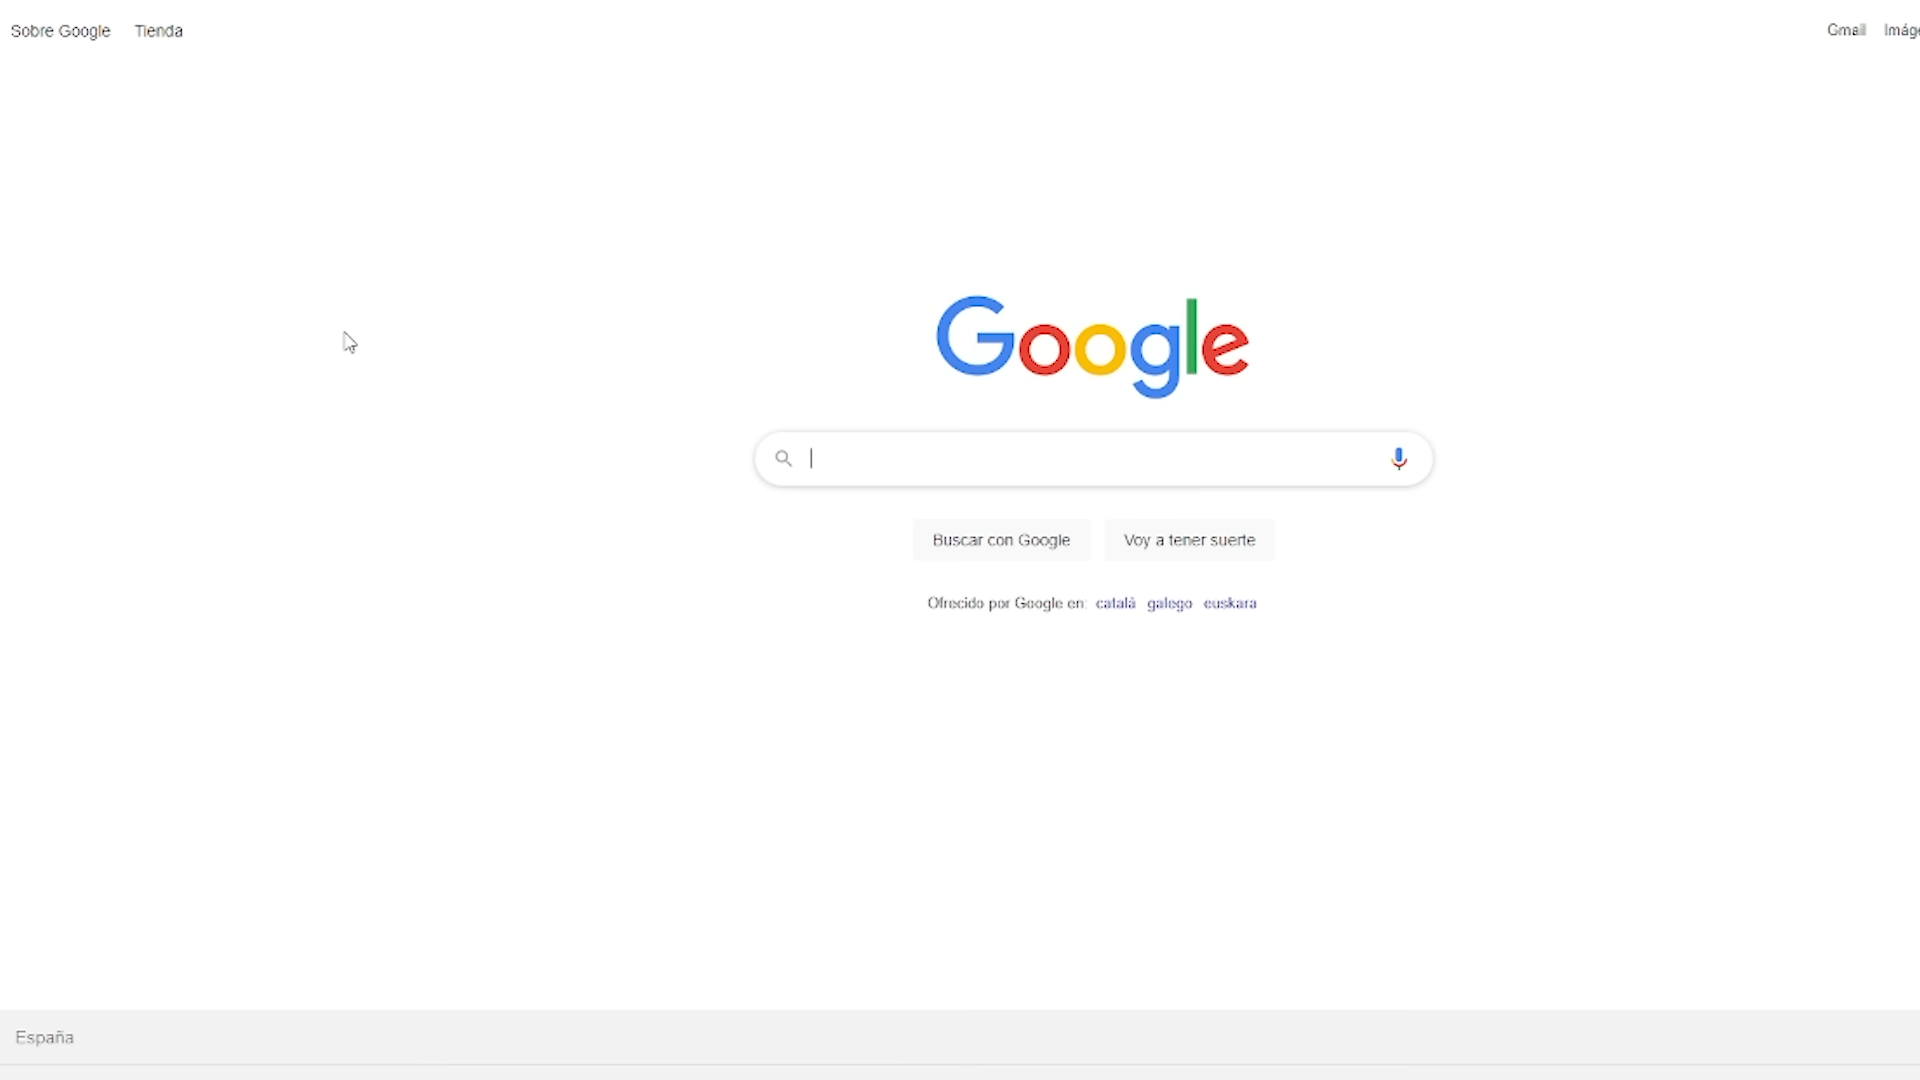 Sobre Google Tienda
Gmail Imáge
Google
Buscar con Google Voy a tener suerte
Ofrecido por Google en: català galego euskara
España